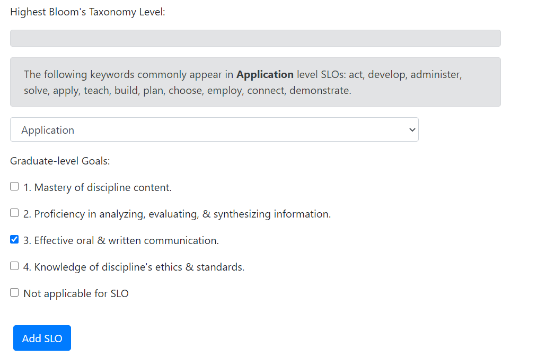 Highest Bloom's Taxonomy Level:
The following keywords commonly appear in Application level SLOs: act, develop, administer,
solve, apply, teach, build, plan, choose, employ, connect, demonstrate.
Application
Graduate-level Goals:
1. Mastery of discipline content.
2. Proficiency in analyzing, evaluating, & synthesizing information.
3. Effective oral & written communication.
4. Knowledge of discipline's ethics & standards.
Not applicable for SLO
Add SLO